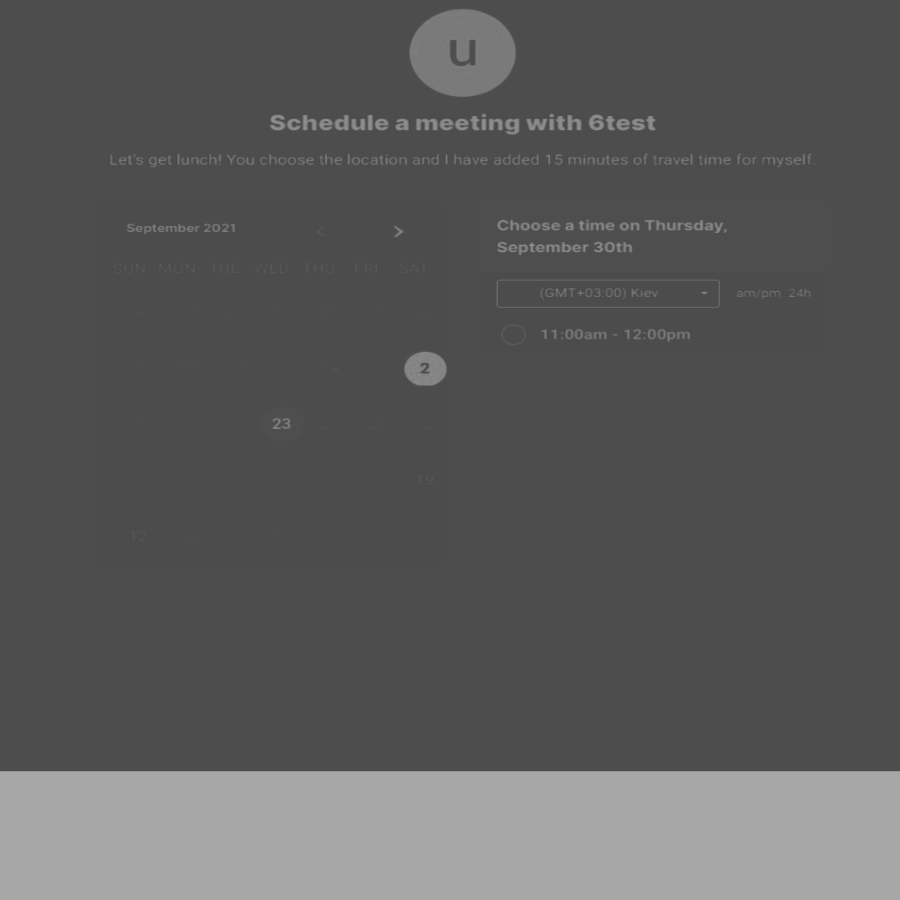 u
Schedule a meeting with 6test
Let's get lunch! You choose the location and I have added 15 minutes of travel time for myself.
September 2021
SUN MON TUE WED THU FRI SAT
2
23
19
12
Choose a time on Thursday,
September 30th
(GMT+03:00) Kiev
am/pm 24h
11:00am - 12:00pm